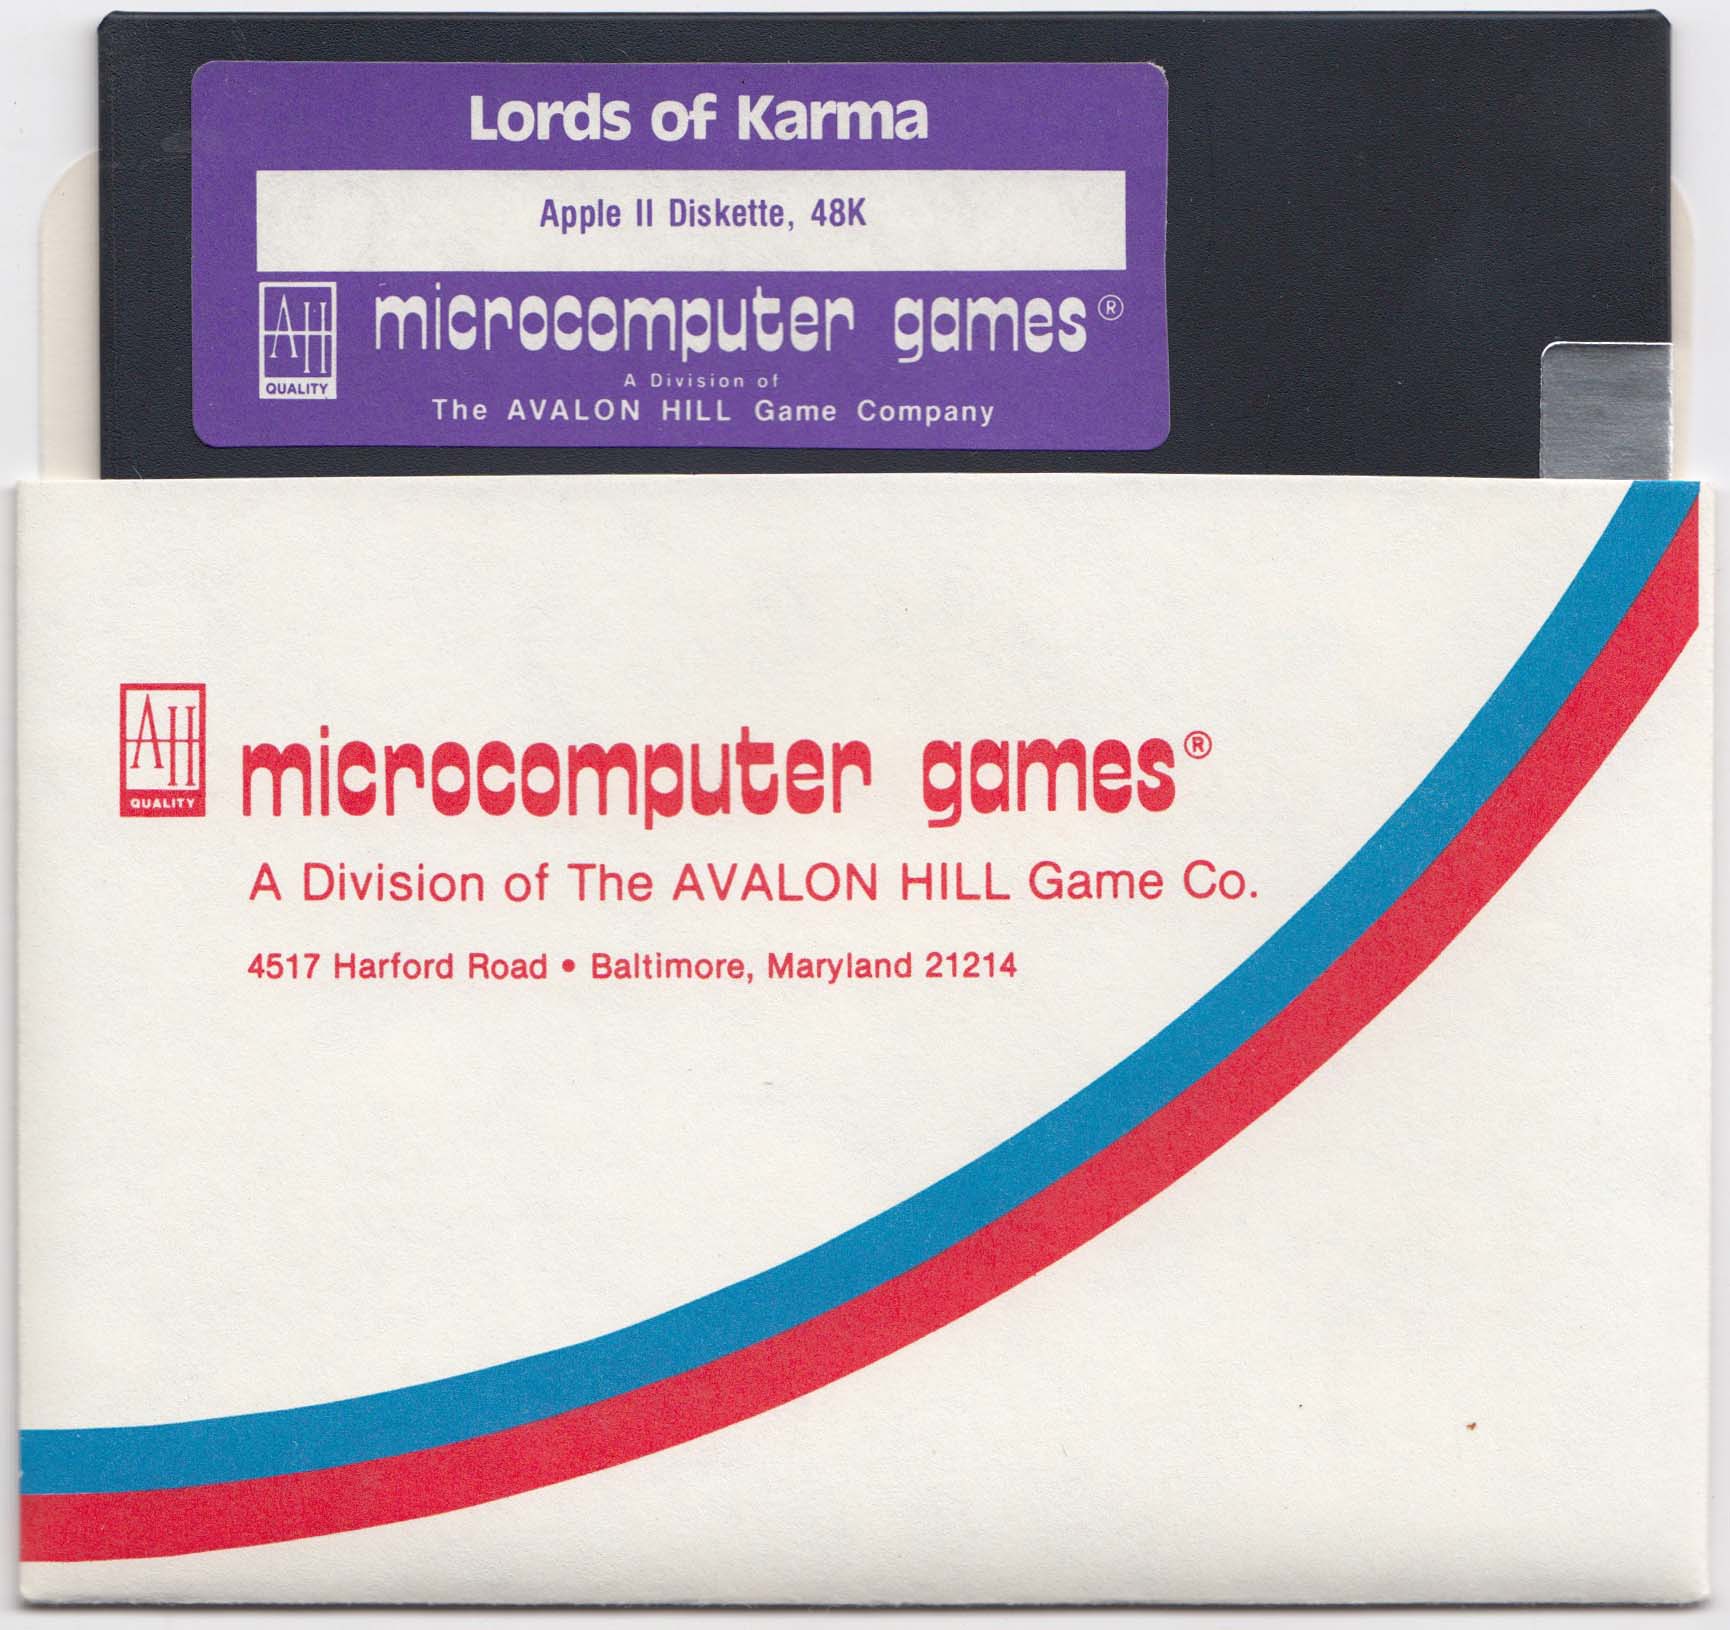 Lords of Karma
Apple II Diskette, 48K
AH
QUALITY
microcomputer games®
A Division of
The AVALON HILL Game Company
AH
QUALITY
microcomputer games®
A Division of The AVALON HILL Game Co.
4517 Harford Road • Baltimore, Maryland 21214